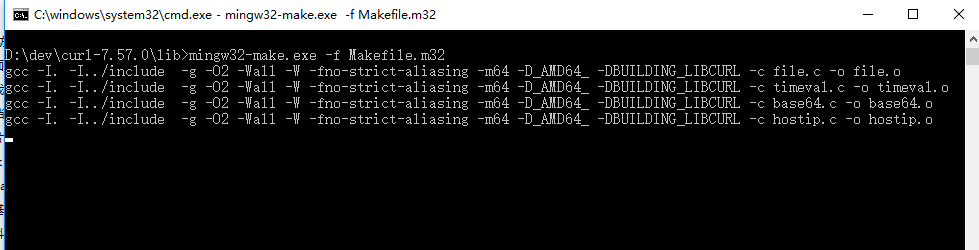 C:\windows\system32\cmd.exe - mingw32-make.exe -f Makefile.m32
D:\dev\curl-7.57.0\lib>mingw32-make.exe -f Makefile.m32
gcc -I. -I../include -g -O2 -Wall -W -fno-strict-aliasing -m64 -D_AMD64_ -DBUILDING_LIBCURL -c file.c -o file.o
gcc -I. -I../include -g -O2 -Wall -W -fno-strict-aliasing -m64 -D_AMD64_ -DBUILDING_LIBCURL -c timeval.c -o timeval.o
gcc -I. -I../include -g -O2 -Wall -W -fno-strict-aliasing -m64 -D_AMD64_ -DBUILDING_LIBCURL -c base64.c -o base64.o
gcc -I. -I../include -g -O2 -Wall -W -fno-strict-aliasing -m64 -D_AMD64_ -DBUILDING_LIBCURL -c hostip.c -o hostip.o